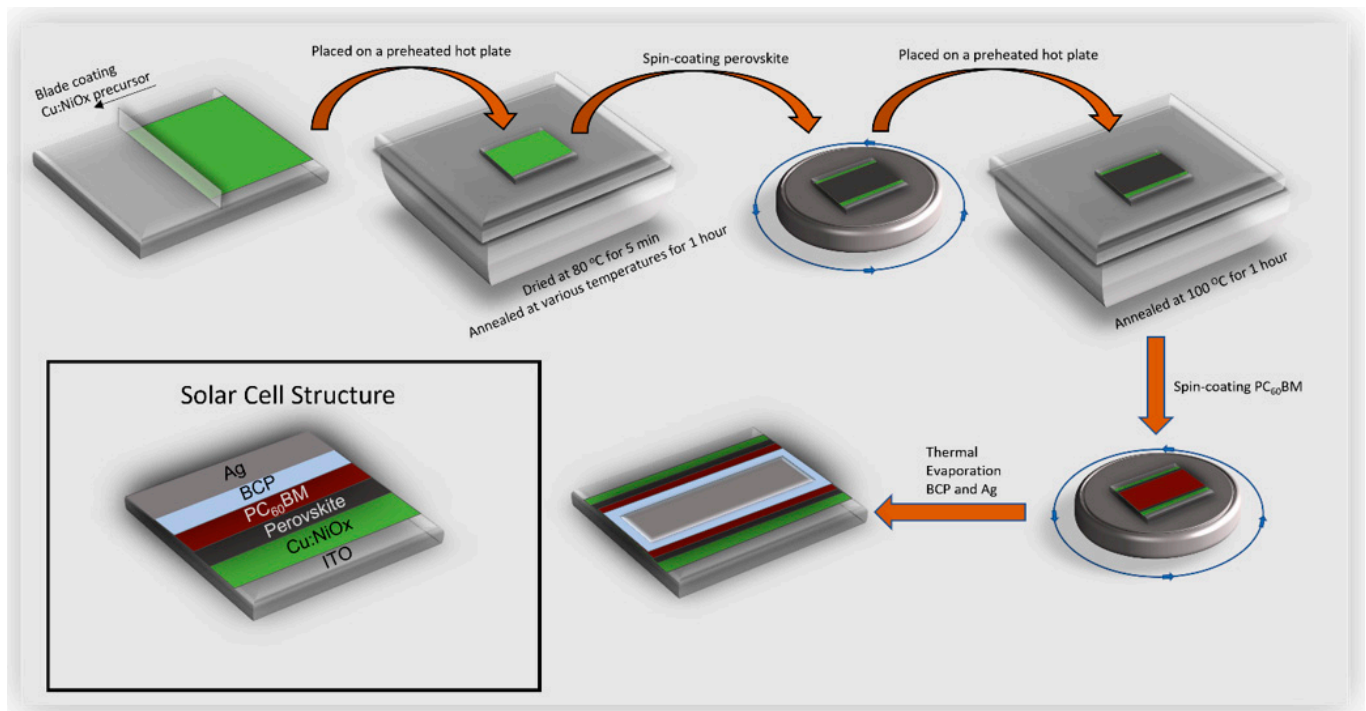 Blade coating
Cu:NiOx precursor
Placed on a preheated hot plate
Spin-coating perovskite
Placed on a preheated hot plate
Dried at 80 °C for 5 min
Annealed at various temperatures for 1 hour
Annealed at 100 °C for 1 hour
Spin-coating PC₆₀BM
Thermal
Evaporation
BCP and Ag
Solar Cell Structure
Ag
BCP
PC₆₀BM
Perovskite
Cu:NiOx
ITO